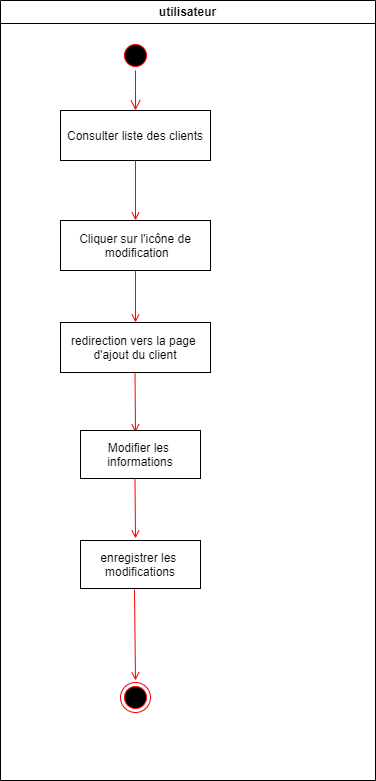 utilisateur
Consulter liste des clients
Cliquer sur l'icône de
modification
redirection vers la page
d'ajout du client
Modifier les
informations
enregistrer les
modifications